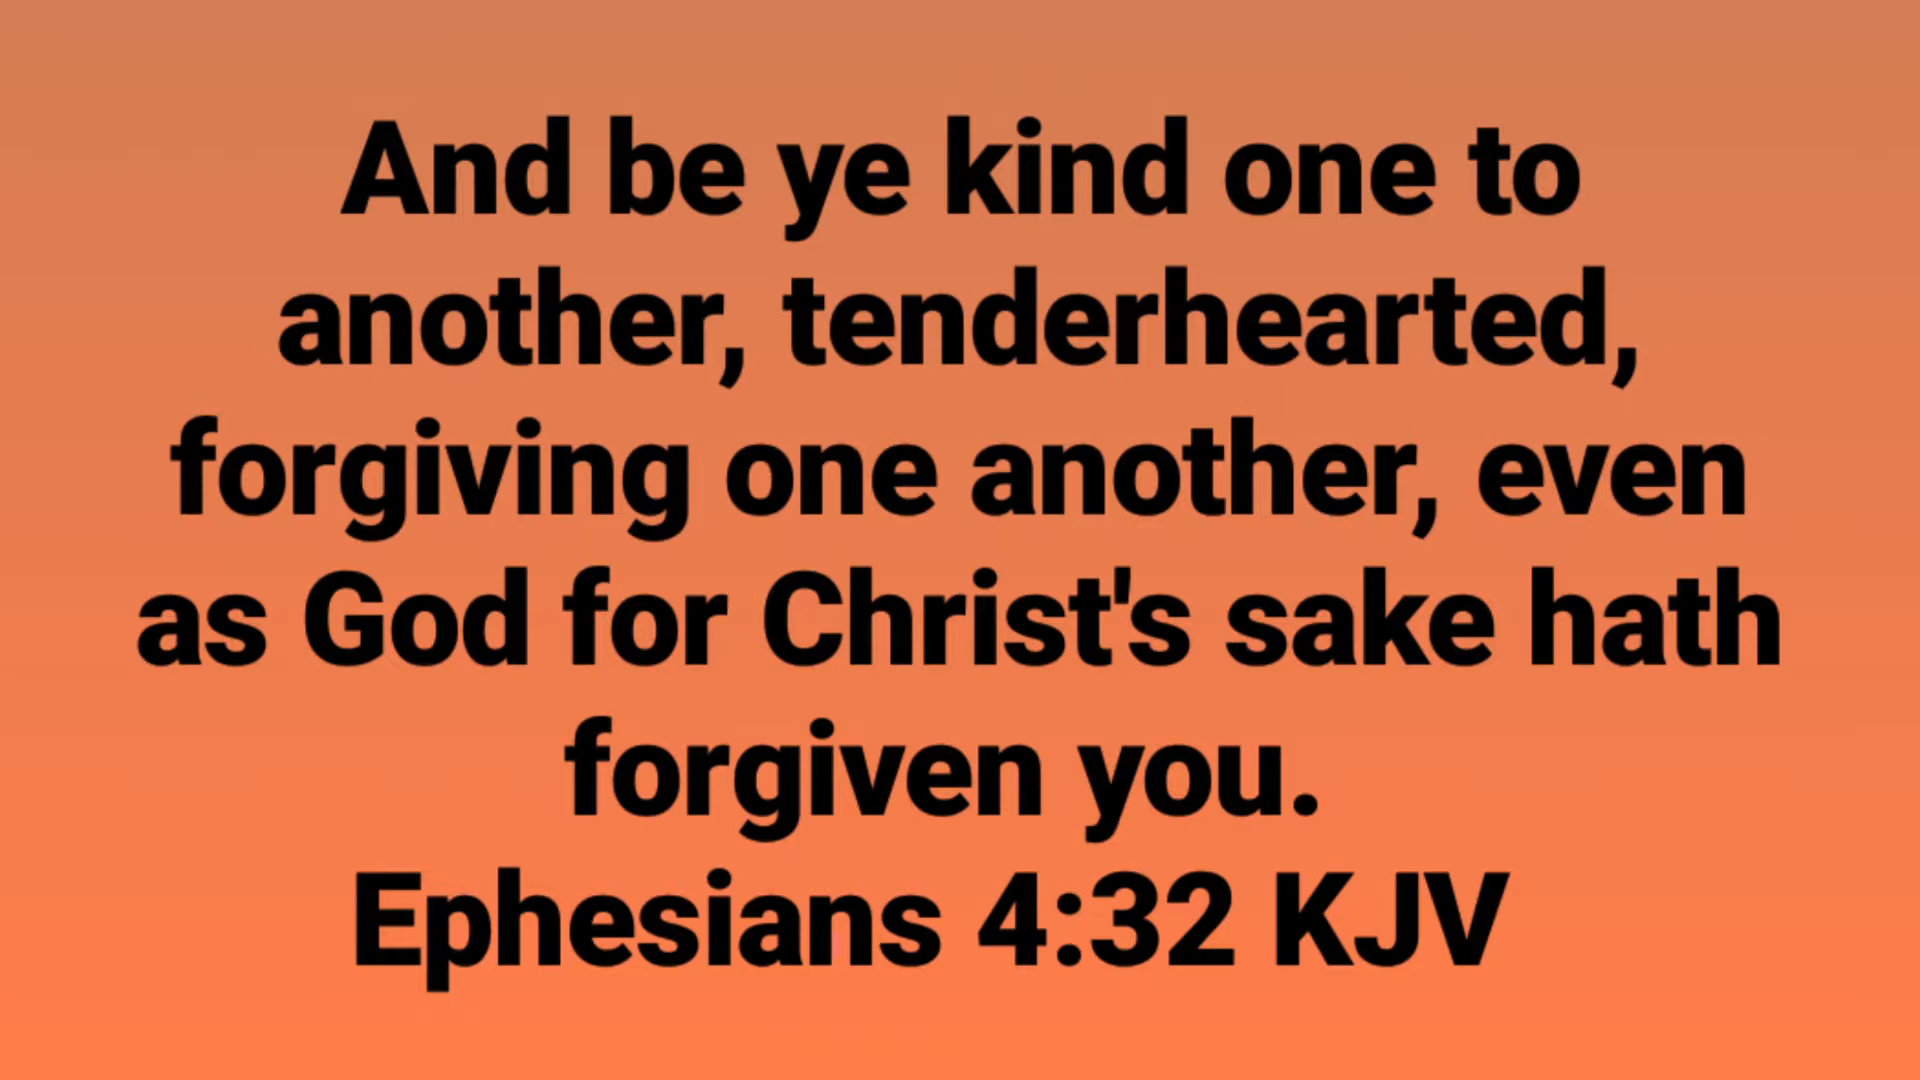 And be ye kind one to
another, tenderhearted,
forgiving one another, even
as God for Christ's sake hath
forgiven you.
Ephesians 4:32 KJV